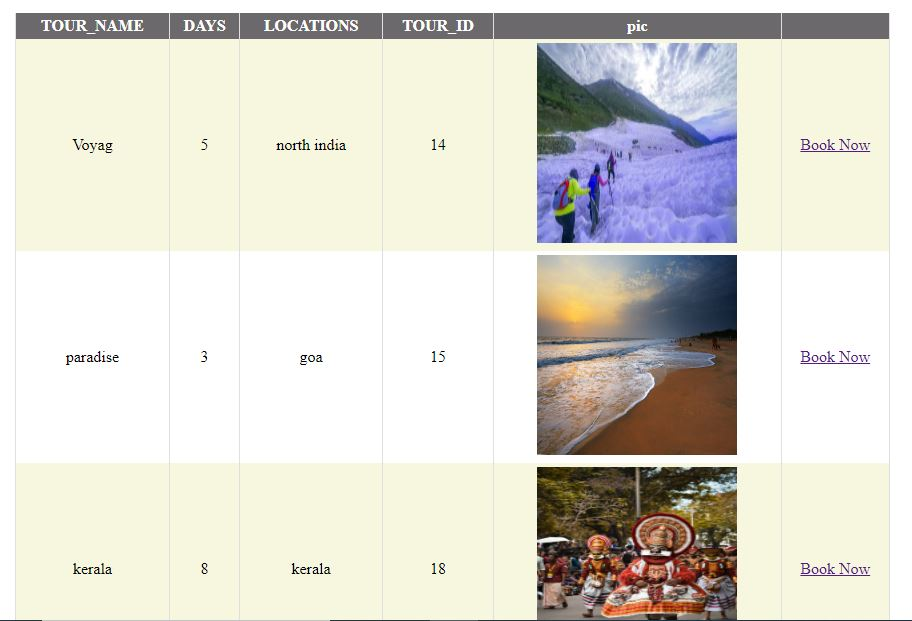 TOUR_NAME DAYS LOCATIONS TOUR_ID pic
Voyag 5 north india 14 Book Now
paradise 3 goa 15 Book Now
kerala 8 kerala 18 Book Now